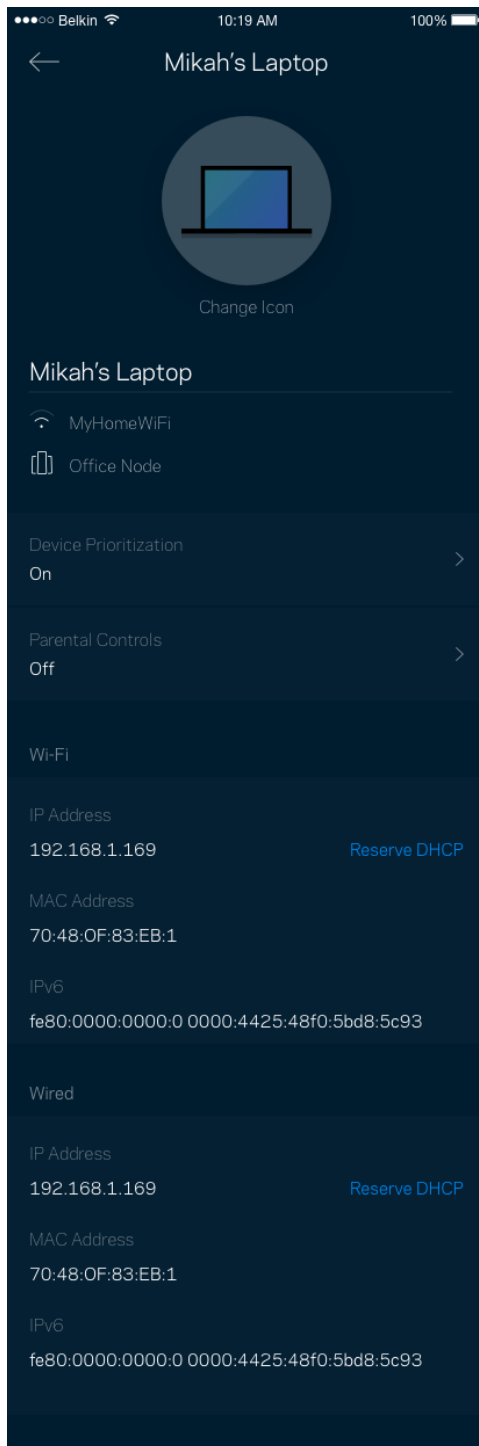 Belkin 10:19 AM 100%
Mikah's Laptop
Change Icon
Mikah's Laptop
MyHomeWiFi
Office Node
Device Prioritization
On
Parental Controls
Off
Wi-Fi
IP Address
192.168.1.169 Reserve DHCP
MAC Address
70:48:0F:83:EB:1
IPv6
fe80:0000:0000:0 0000:4425:48f0:5bd8:5c93
Wired
IP Address
192.168.1.169 Reserve DHCP
MAC Address
70:48:0F:83:EB:1
IPv6
fe80:0000:0000:0 0000:4425:48f0:5bd8:5c93